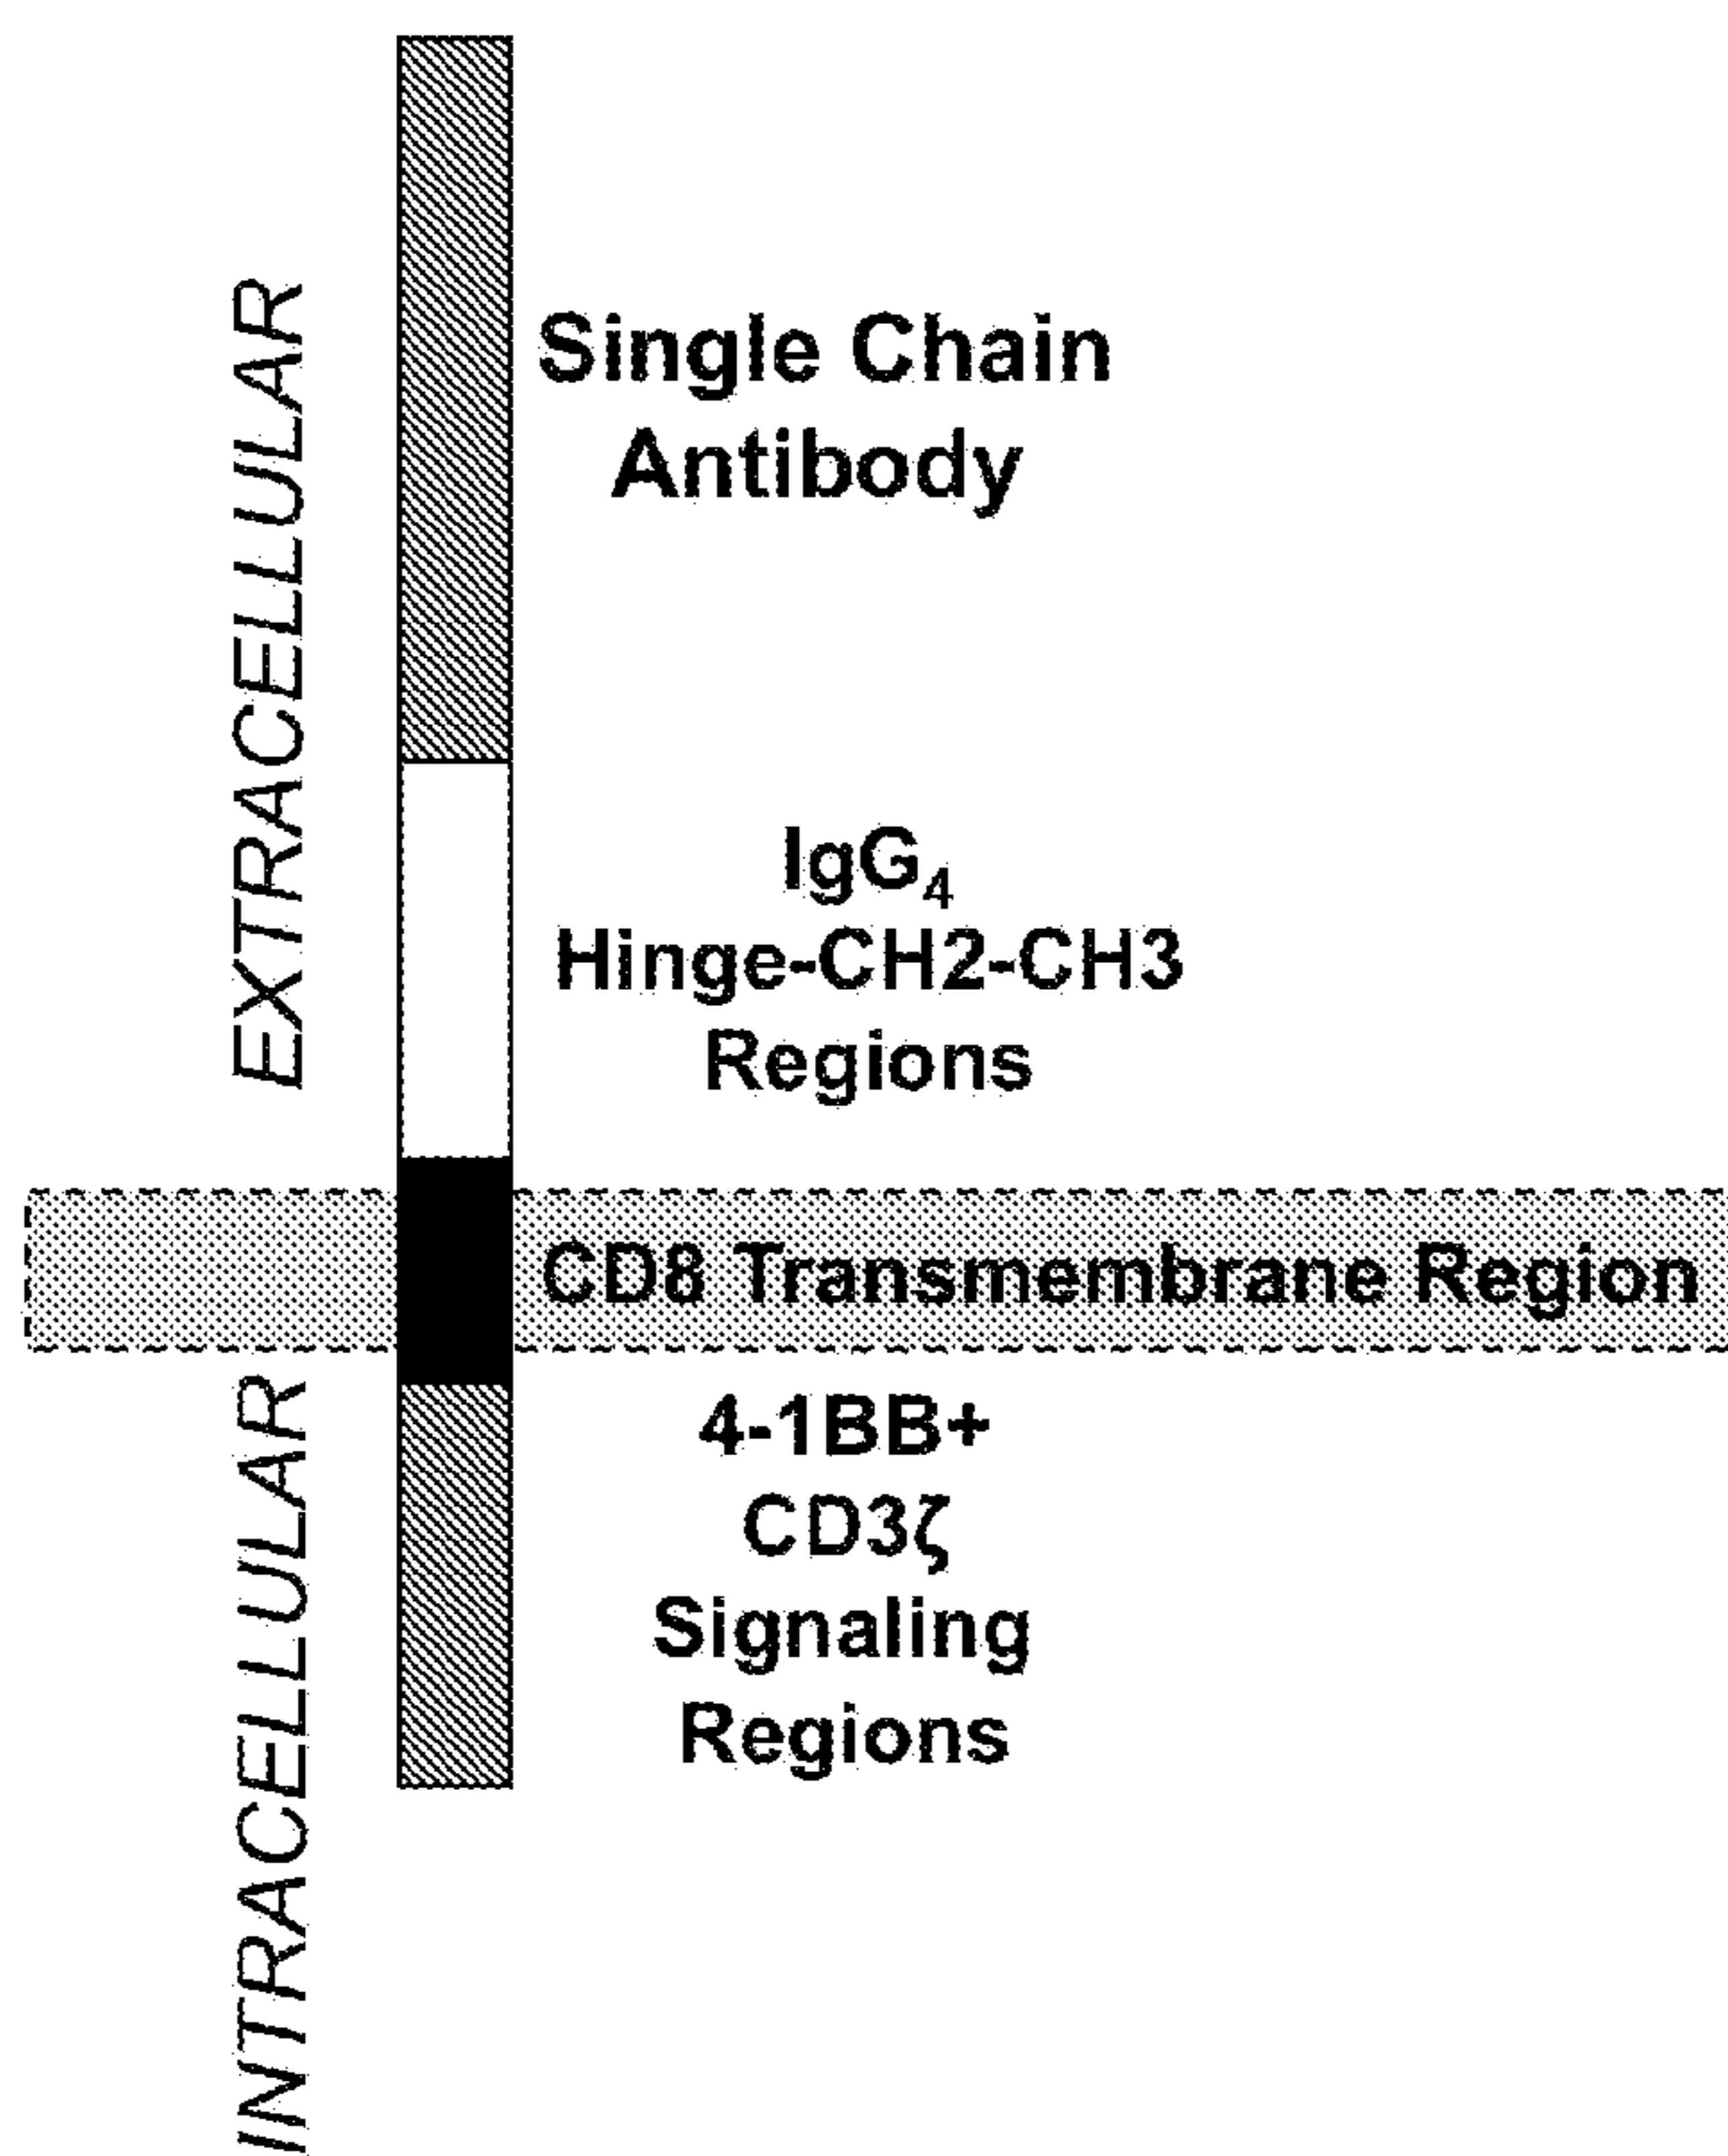 EXTRACELLULAR
Single Chain
Antibody
IgG₄
Hinge-CH2-CH3
Regions
CD8 Transmembrane Region
INTRACELLULAR
4-1BB+
CD3ζ
Signaling
Regions